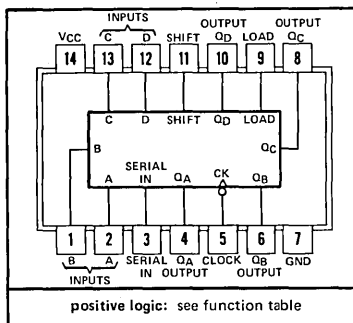 INPUTS
OUTPUT
OUTPUT
VCC
C
D
SHIFT
QD
LOAD
QC
14
13
12
11
10
9
8
C
D
SHIFT
QD
LOAD
B
QC
SERIAL
CK
A
IN
QA
QB
1
2
3
4
5
6
7
B
A
SERIAL
QA
CLOCK
QB
GND
INPUTS
IN
OUTPUT
OUTPUT
positive logic: see function table